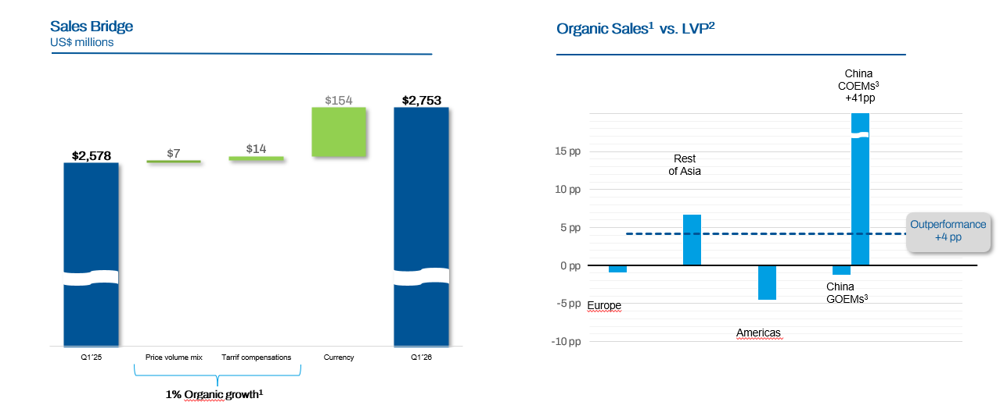 Sales Bridge
US$ millions
$2,578
$7
$14
$154
$2,753
Q1'25
Price volume mix
Tarrif compensations
Currency
Q1'26
1% Organic growth¹
Organic Sales¹ vs. LVP²
China
COEMs³
+41pp
15 pp
10 pp
5 pp
0 pp
-5 pp
-10 pp
Rest
of Asia
Outperformance
+4 pp
Europe
Americas
China
GOEMs³